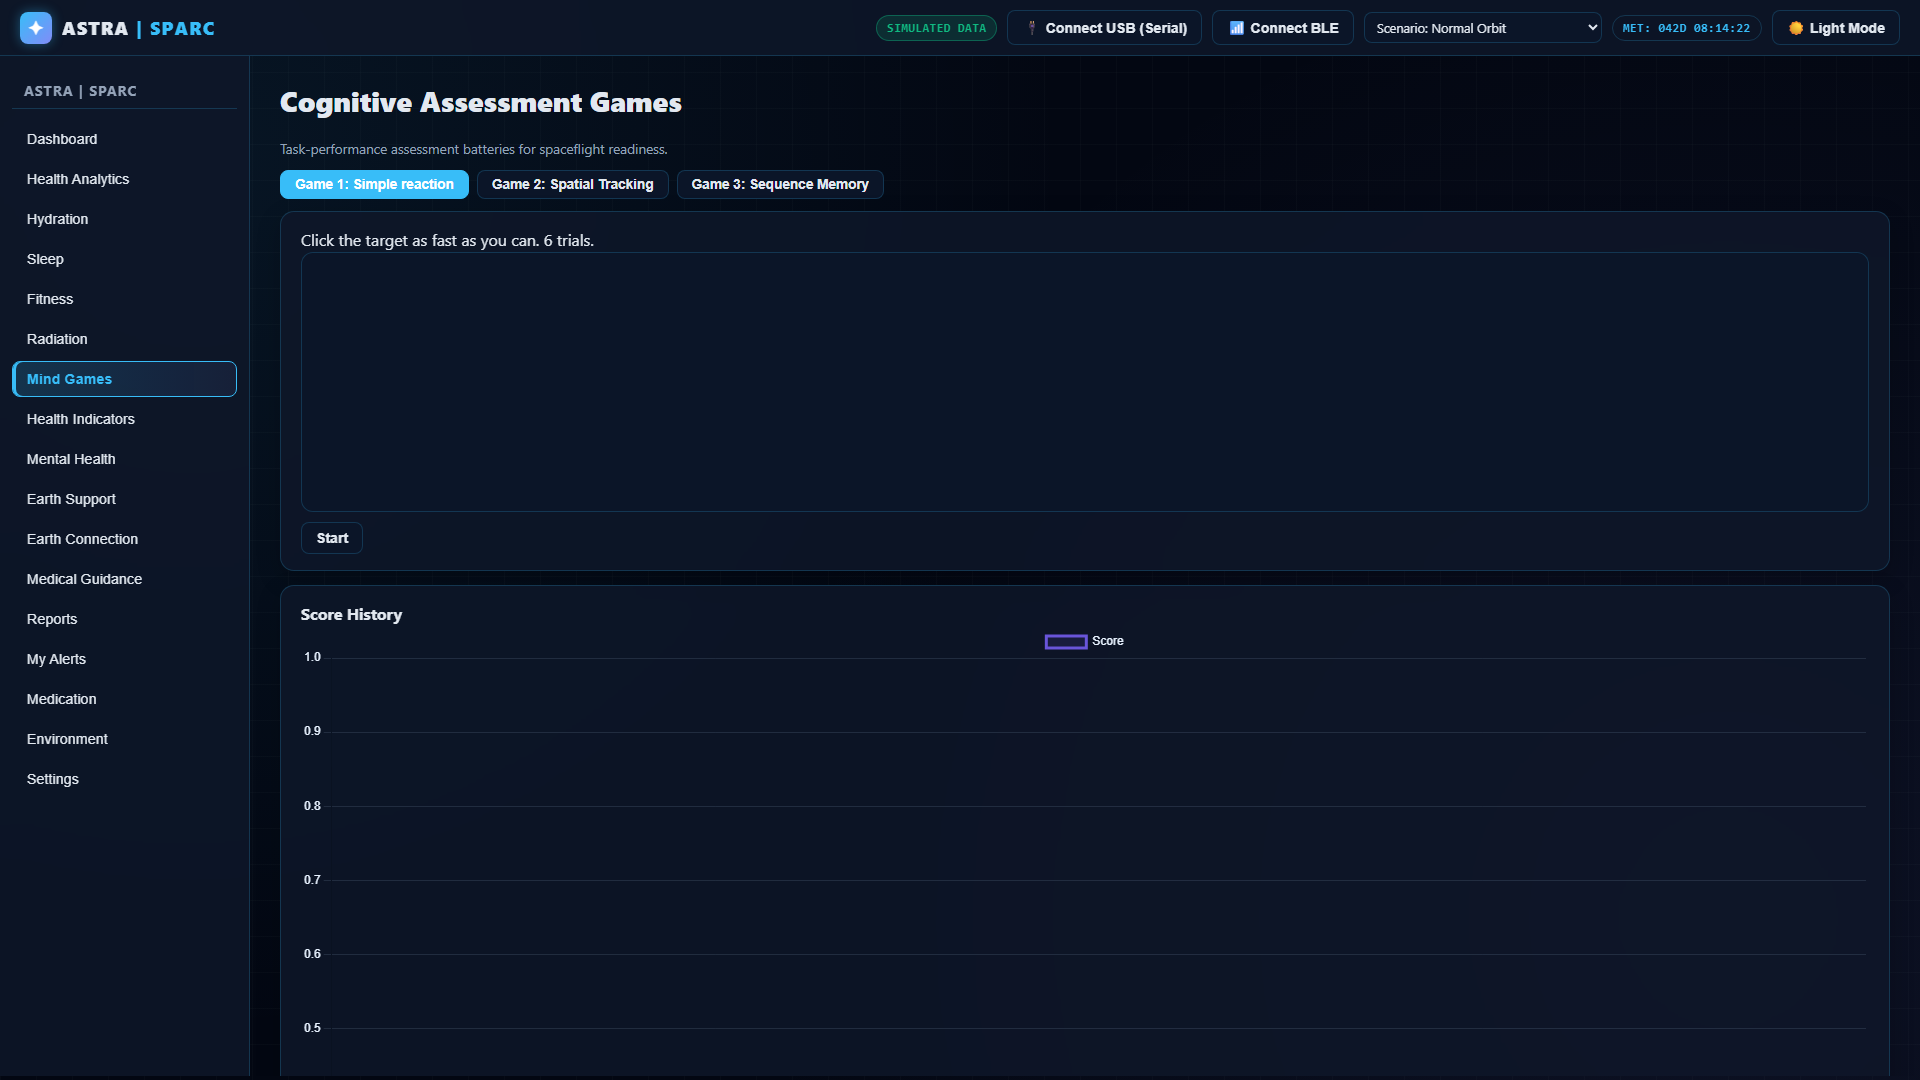 ASTRA | SPARC
SIMULATED DATA
Connect USB (Serial)
Connect BLE
Scenario: Normal Orbit
MET: 042D 08:14:22
Light Mode
ASTRA | SPARC
Dashboard
Health Analytics
Hydration
Sleep
Fitness
Radiation
Mind Games
Health Indicators
Mental Health
Earth Support
Earth Connection
Medical Guidance
Reports
My Alerts
Medication
Environment
Settings
Cognitive Assessment Games
Task-performance assessment batteries for spaceflight readiness.
Game 1: Simple reaction
Game 2: Spatial Tracking
Game 3: Sequence Memory
Click the target as fast as you can. 6 trials.
Start
Score History
Score
1.0
0.9
0.8
0.7
0.6
0.5